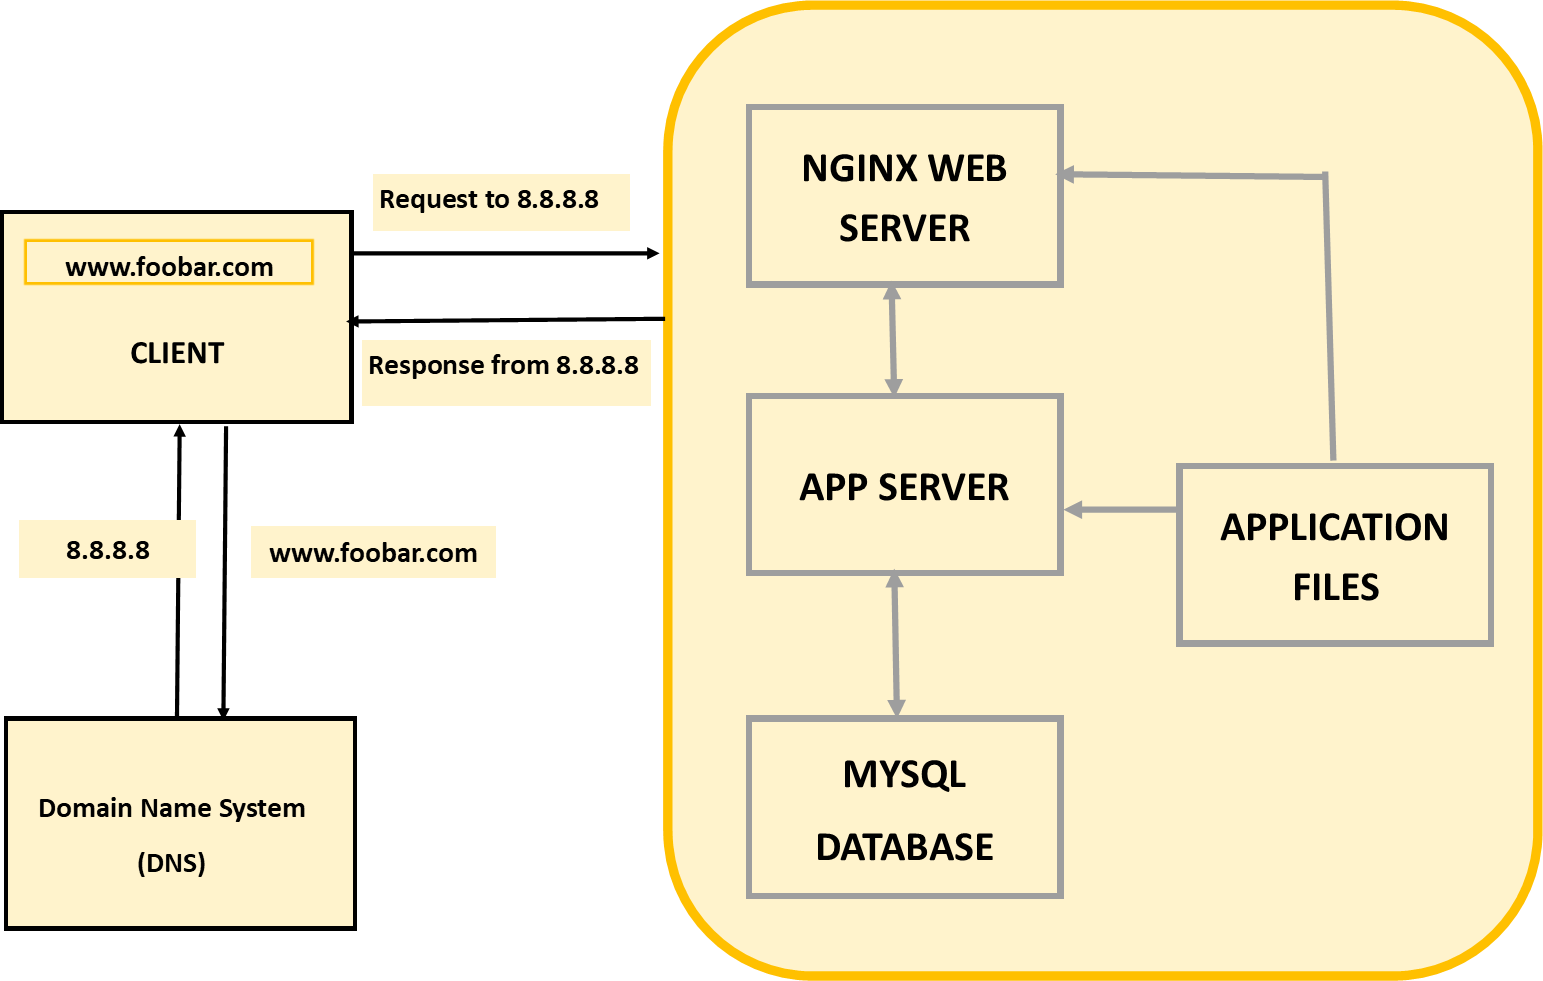 www.foobar.com
CLIENT
Request to 8.8.8.8
Response from 8.8.8.8
8.8.8.8
www.foobar.com
Domain Name System
(DNS)
NGINX WEB
SERVER
APP SERVER
APPLICATION
FILES
MYSQL
DATABASE